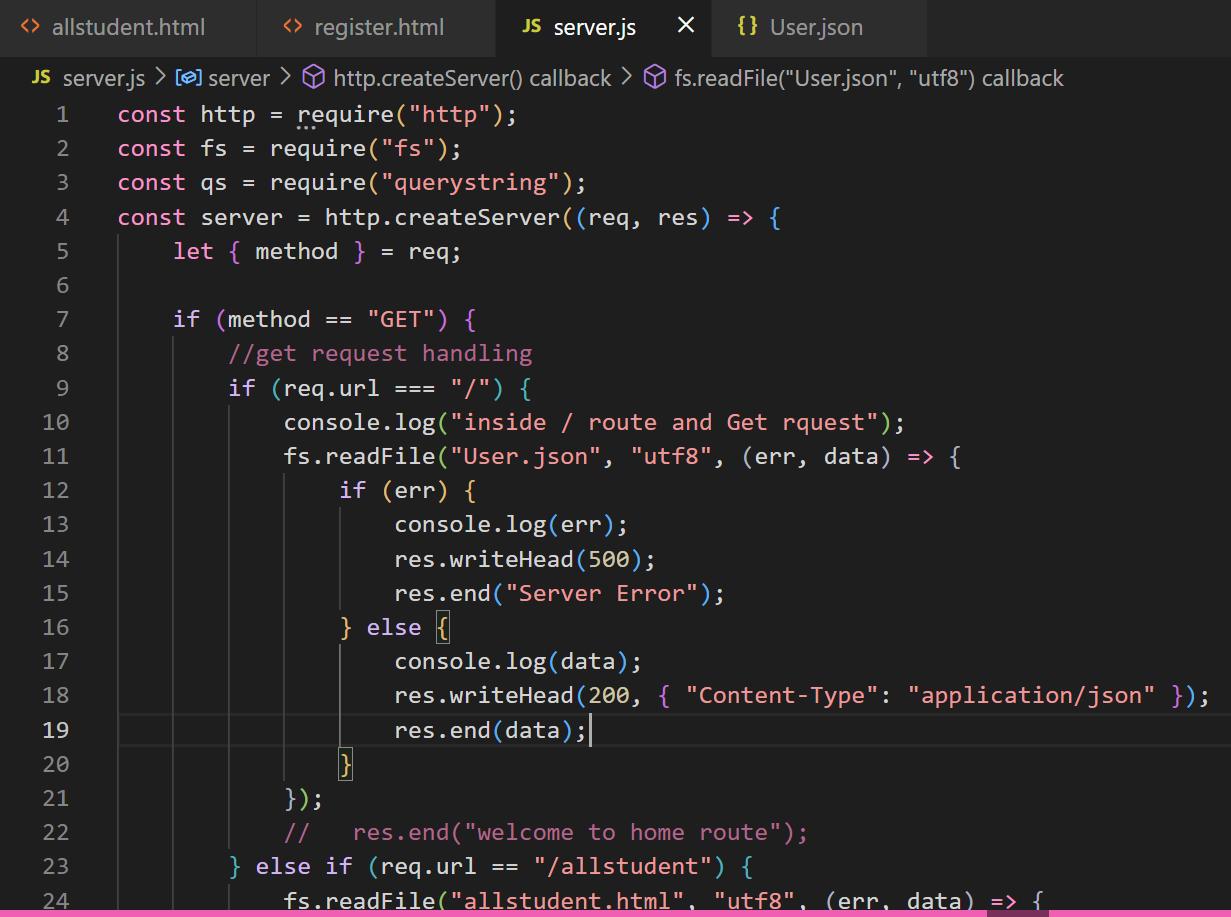 <> allstudent.html <> register.html JS server.js × {} User.json
JS server.js > server > http.createServer() callback > fs.readFile("User.json", "utf8") callback
1 const http = require("http");
2 const fs = require("fs");
3 const qs = require("querystring");
4 const server = http.createServer((req, res) => {
5     let { method } = req;
6
7     if (method == "GET") {
8         //get request handling
9         if (req.url === "/") {
10             console.log("inside / route and Get rquest");
11             fs.readFile("User.json", "utf8", (err, data) => {
12                 if (err) {
13                     console.log(err);
14                     res.writeHead(500);
15                     res.end("Server Error");
16                 } else {
17                     console.log(data);
18                     res.writeHead(200, { "Content-Type": "application/json" });
19                     res.end(data);
20                 }
21             });
22             //   res.end("welcome to home route");
23         } else if (req.url == "/allstudent") {
24             fs.readFile("allstudent.html", "utf8", (err, data) => {